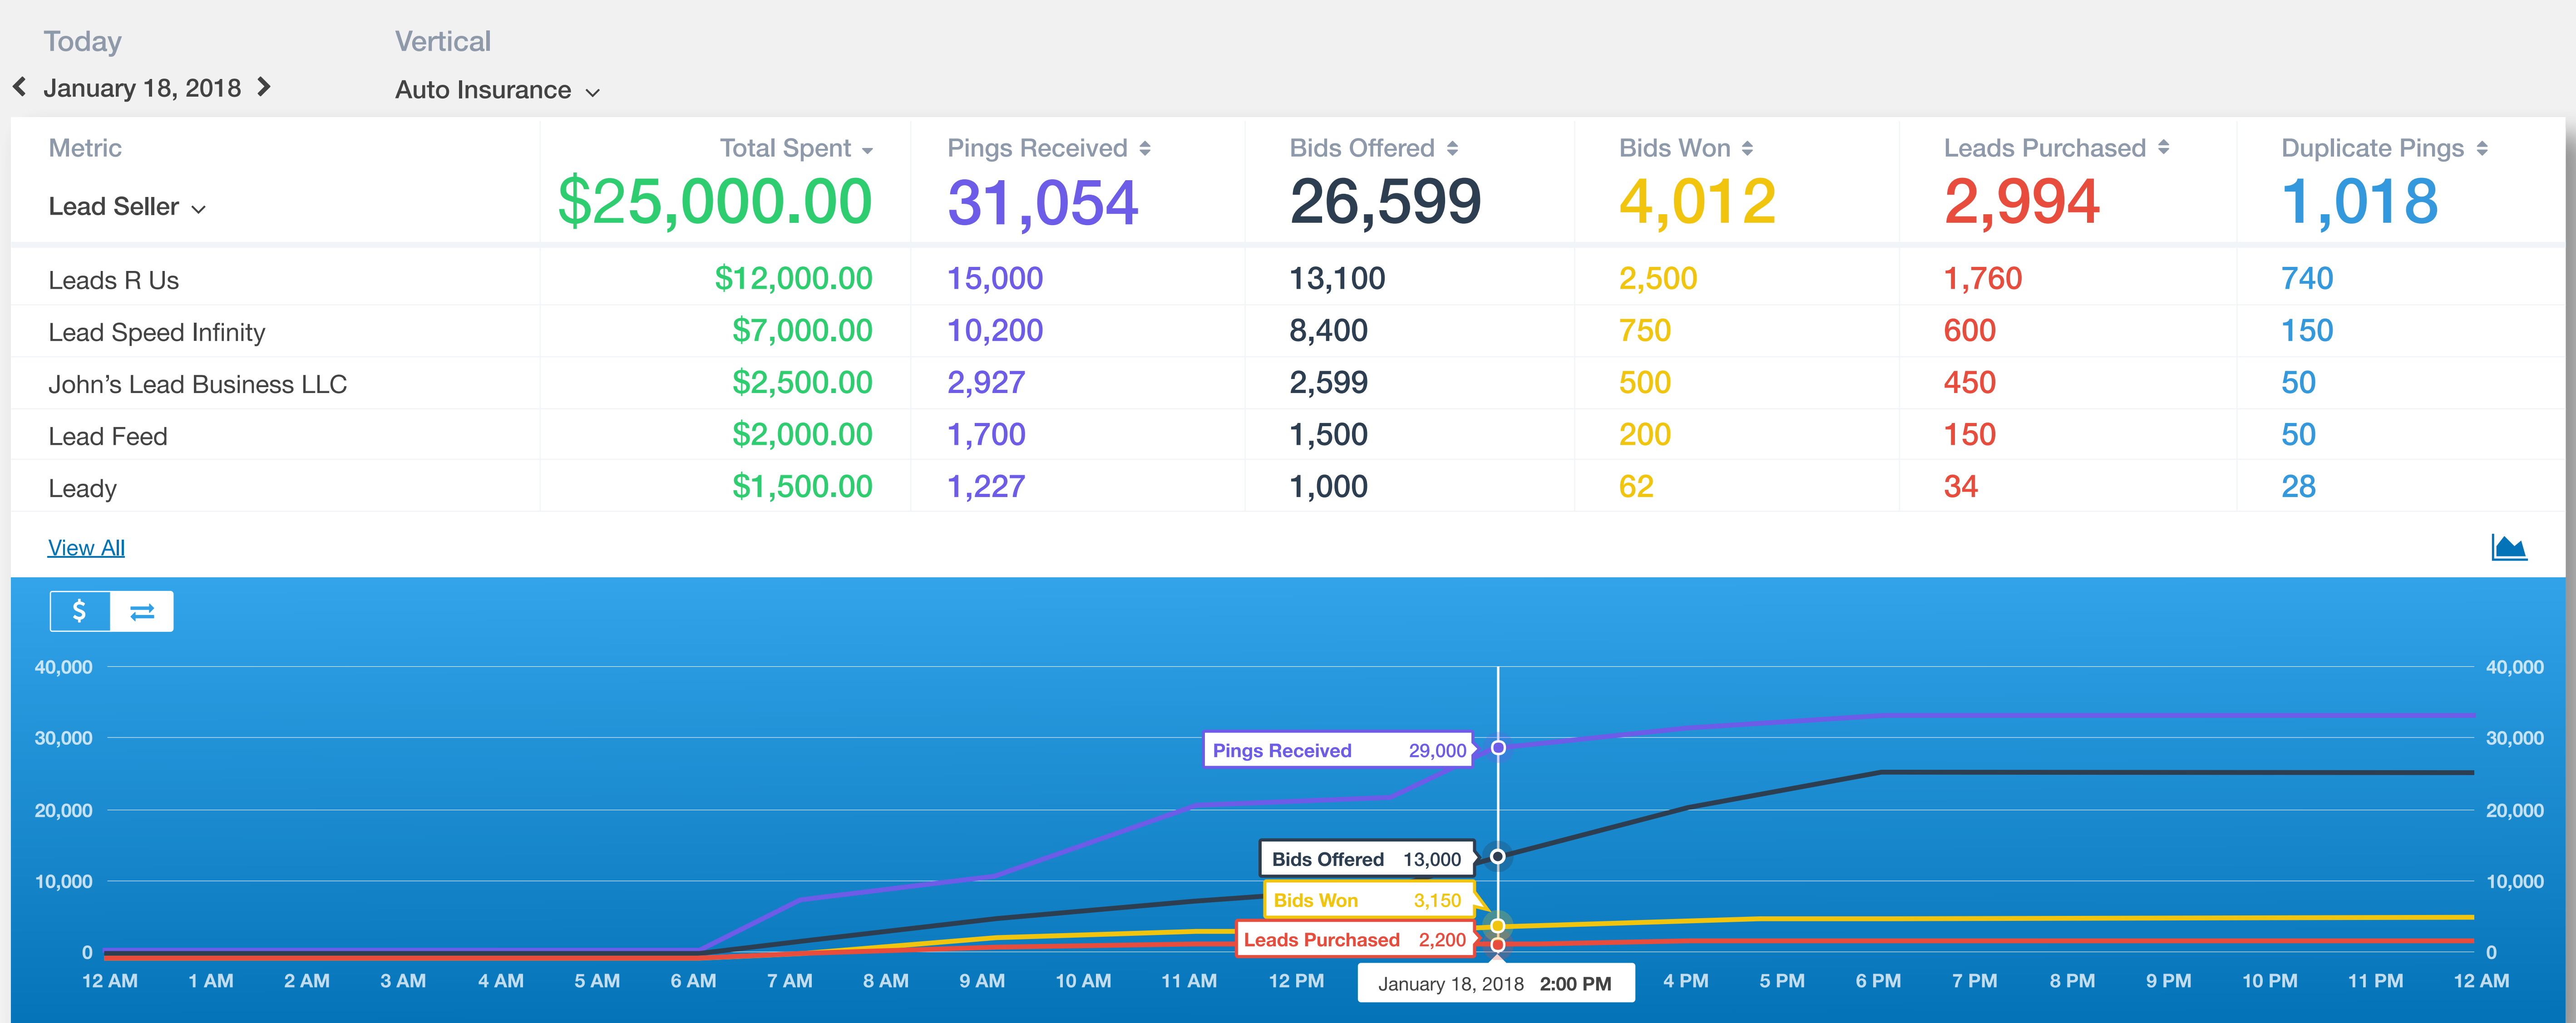 Today
Vertical
January 18, 2018
Auto Insurance
Metric
Total Spent
Pings Received
Bids Offered
Bids Won
Leads Purchased
Duplicate Pings
Lead Seller
$25,000.00
31,054
26,599
4,012
2,994
1,018
Leads R Us
$12,000.00
15,000
13,100
2,500
1,760
740
Lead Speed Infinity
$7,000.00
10,200
8,400
750
600
150
John’s Lead Business LLC
$2,500.00
2,927
2,599
500
450
50
Lead Feed
$2,000.00
1,700
1,500
200
150
50
Leady
$1,500.00
1,227
1,000
62
34
28
View All
$
40,000
40,000
30,000
Pings Received 29,000
30,000
20,000
20,000
Bids Offered 13,000
10,000
10,000
Bids Won 3,150
Leads Purchased 2,200
0
0
12 AM
1 AM
2 AM
3 AM
4 AM
5 AM
6 AM
7 AM
8 AM
9 AM
10 AM
11 AM
12 PM
January 18, 2018 2:00 PM
4 PM
5 PM
6 PM
7 PM
8 PM
9 PM
10 PM
11 PM
12 AM